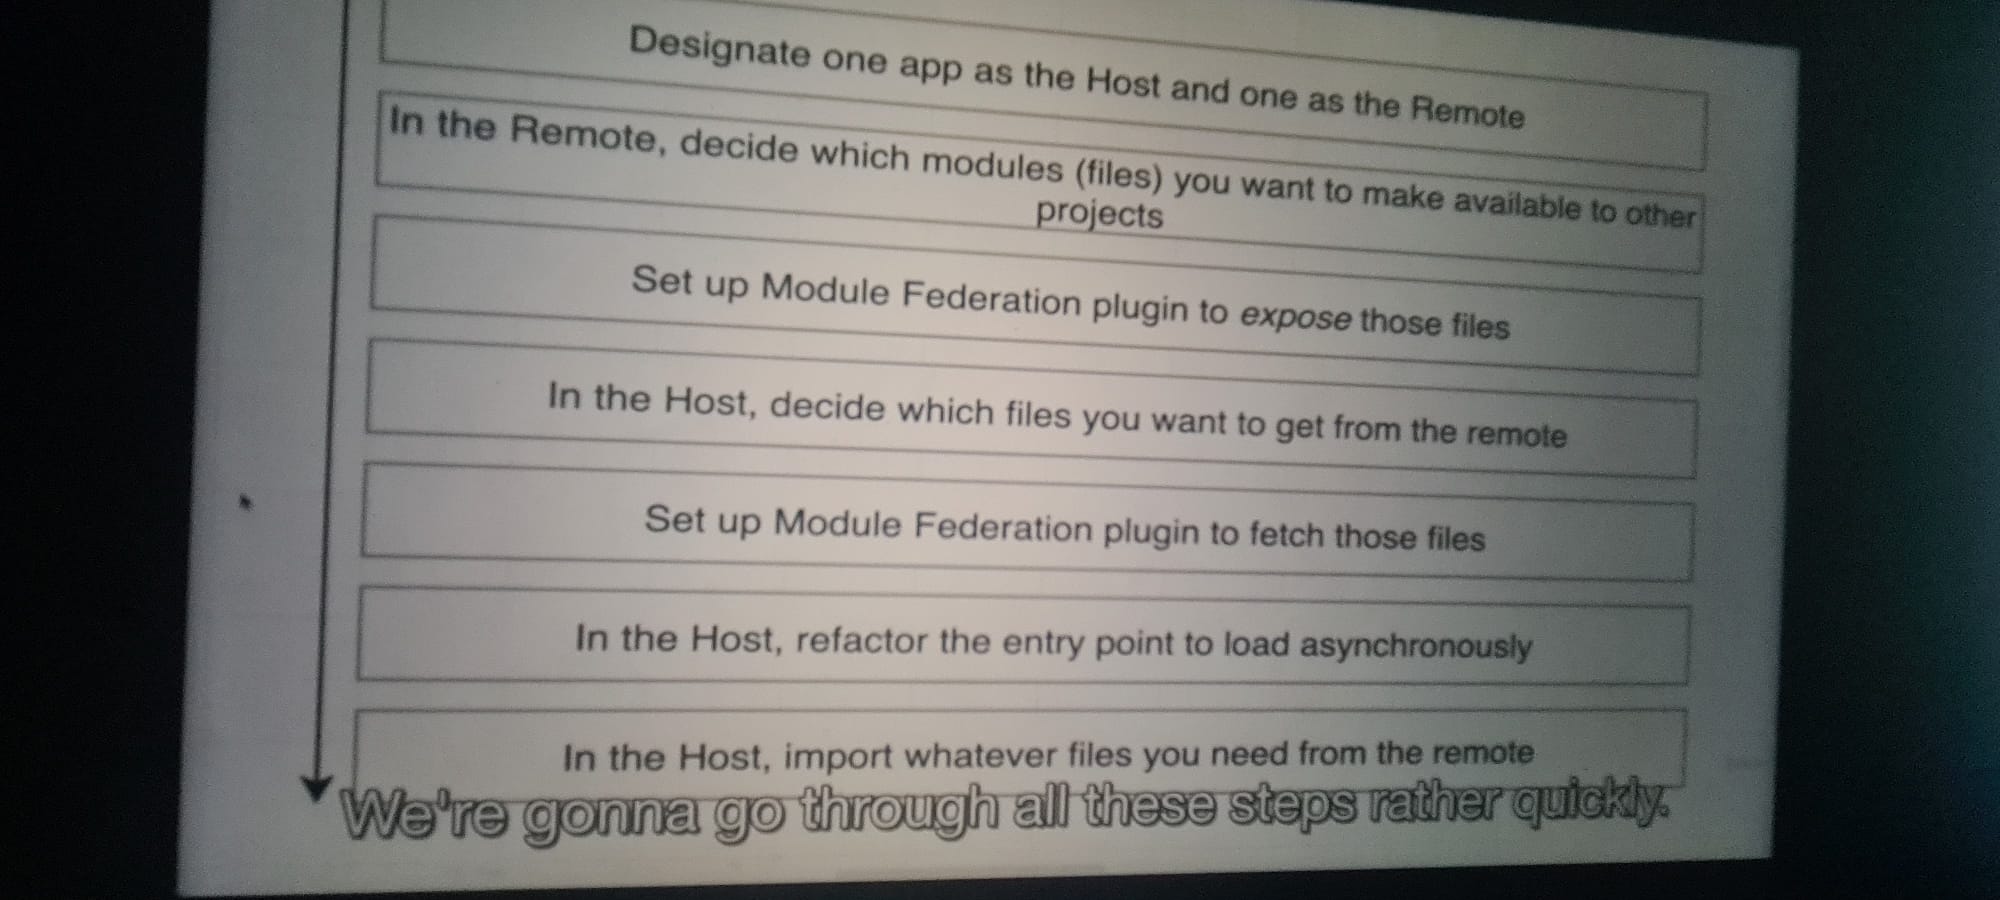 Designate one app as the Host and one as the Remote
In the Remote, decide which modules (files) you want to make available to other
projects
Set up Module Federation plugin to expose those files
In the Host, decide which files you want to get from the remote
Set up Module Federation plugin to fetch those files
In the Host, refactor the entry point to load asynchronously
In the Host, import whatever files you need from the remote
We're gonna go through all these steps rather quickly.